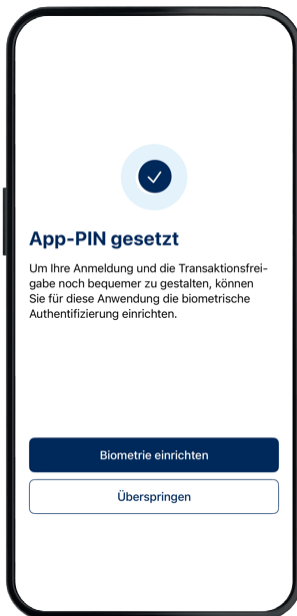 App-PIN gesetzt
Um Ihre Anmeldung und die Transaktionsfrei-
gabe noch bequemer zu gestalten, können
Sie für diese Anwendung die biometrische
Authentifizierung einrichten.
Biometrie einrichten
Überspringen